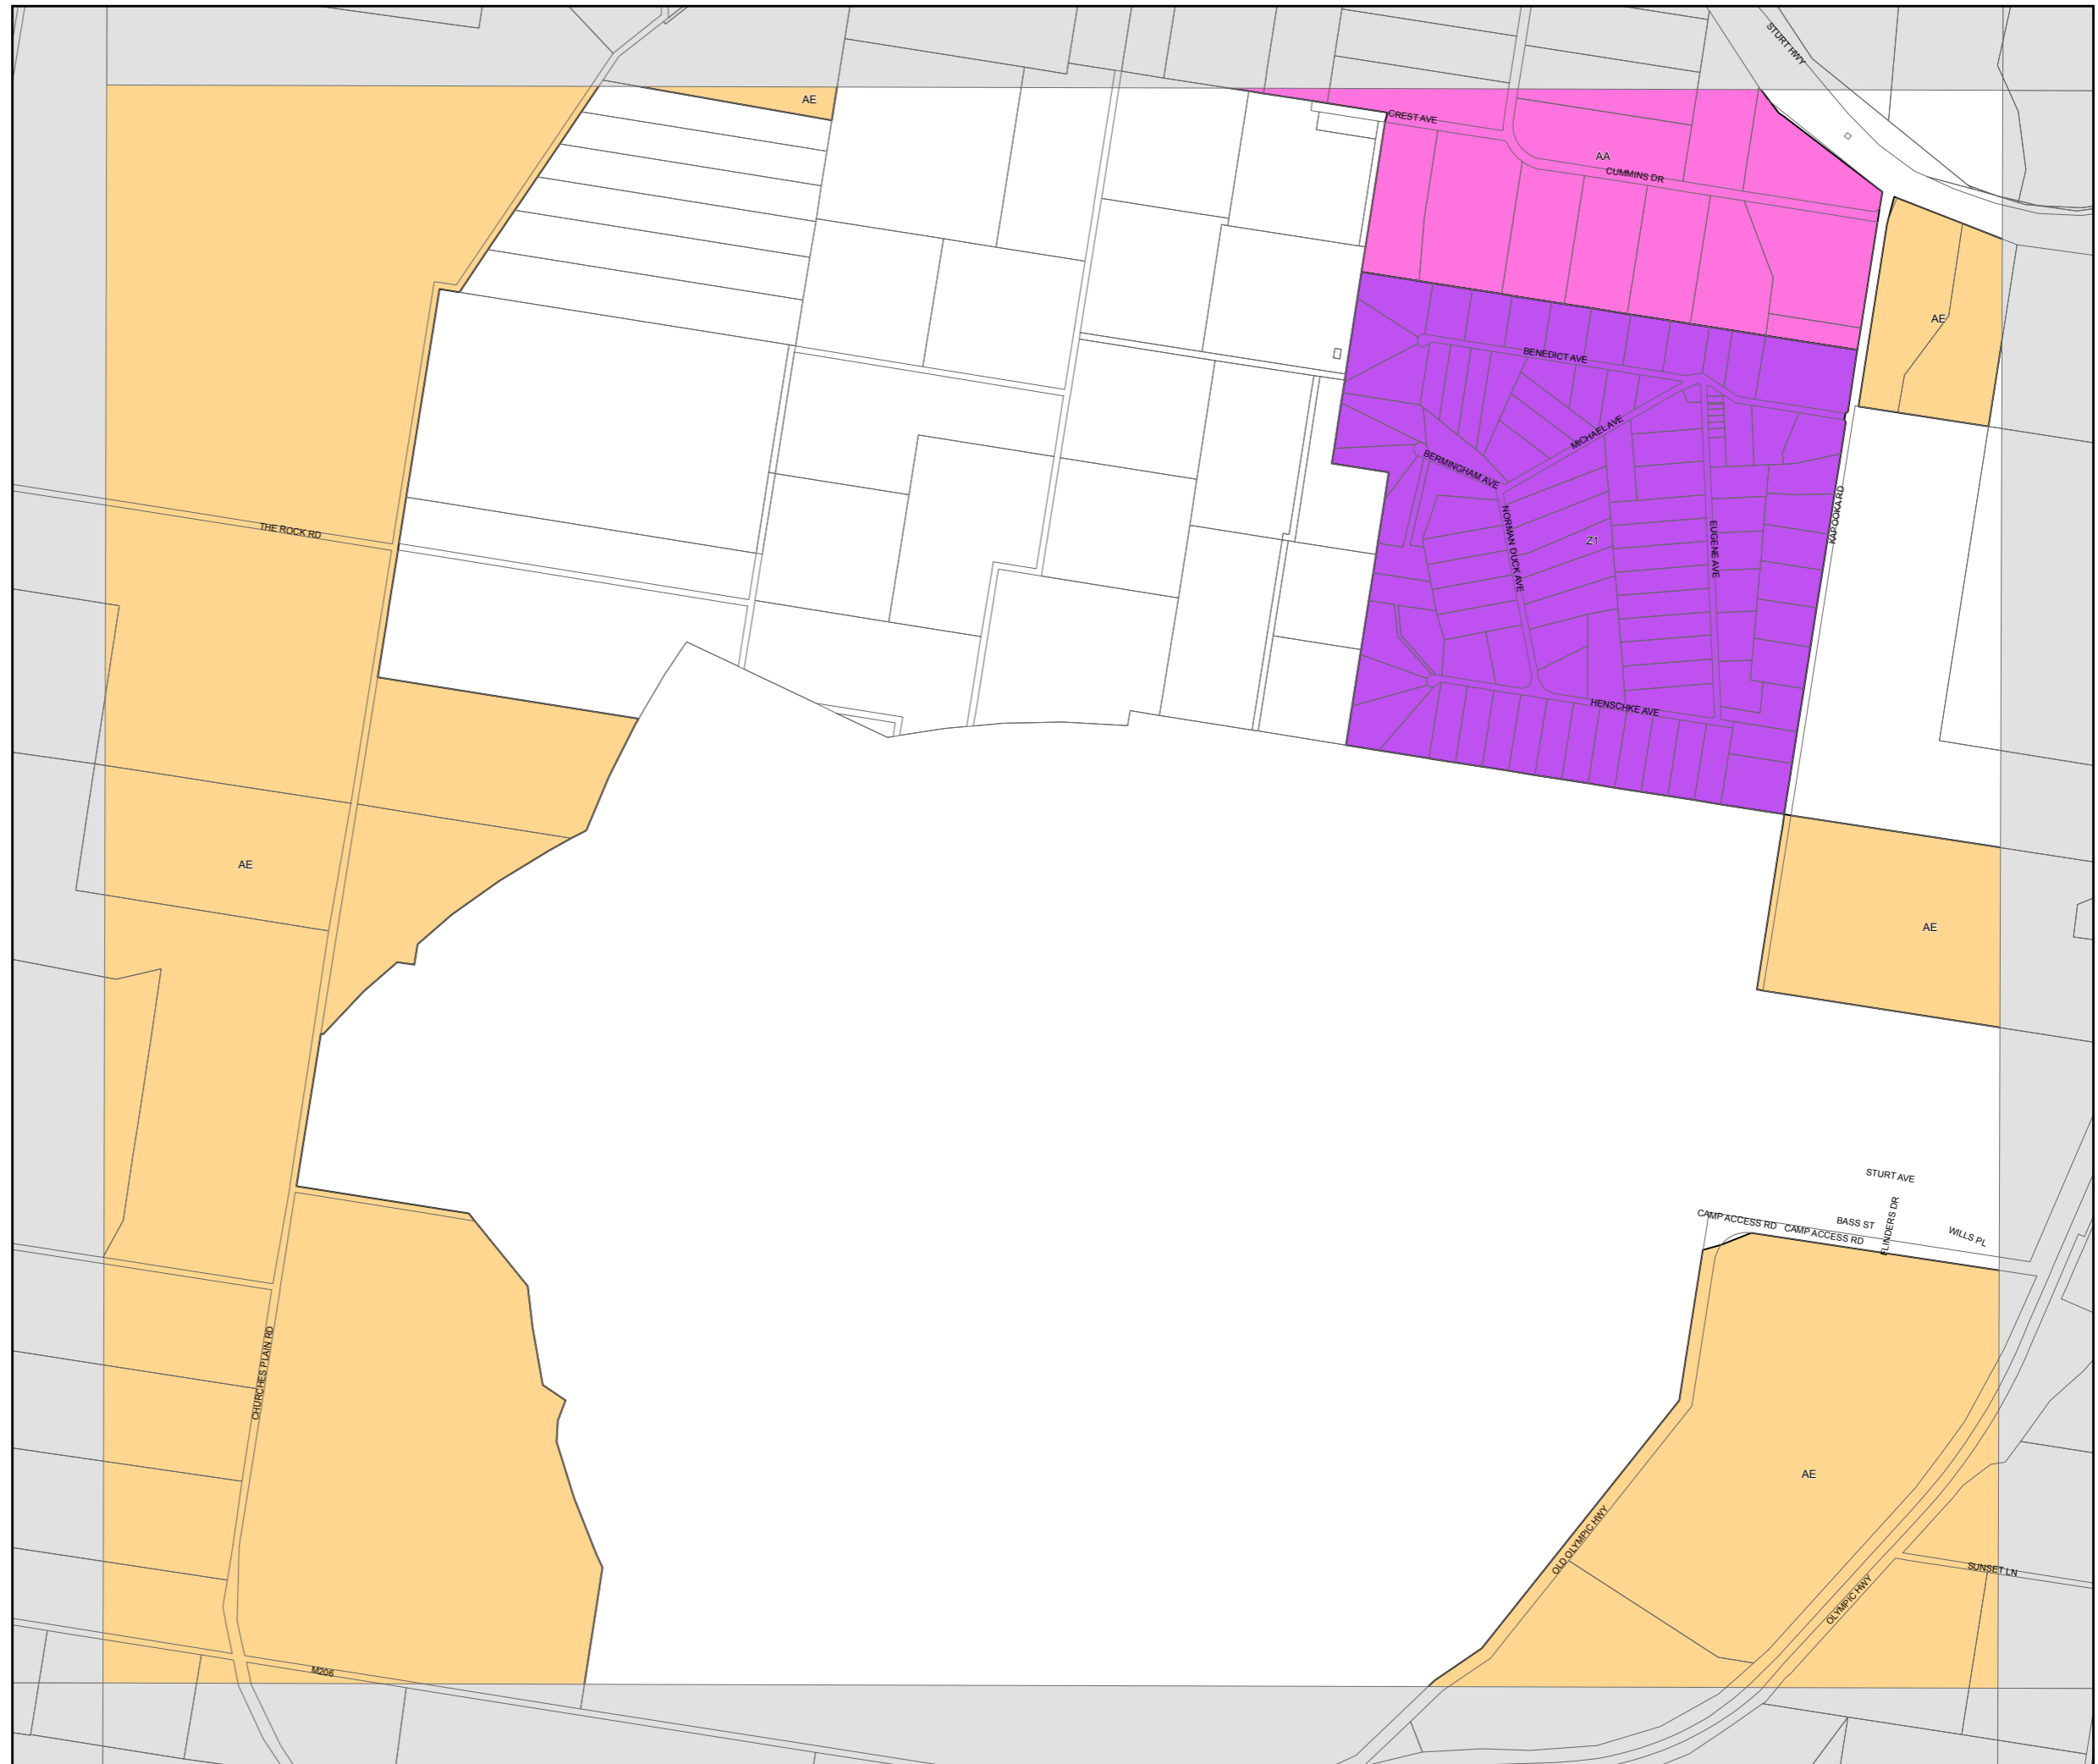 STURT HWY
AE
CREST AVE
AA
CUMMINS DR
AE
BENEDICT AVE
MICHAEL AVE
BERMINGHAM AVE
KAPOOKA RD
THE ROCK RD
NORMAN DUCK AVE
EUGENE AVE
Z1
HENSCHKE AVE
AE
AE
STURT AVE
CAMP ACCESS RD
BASS ST
FLINDERS DR
CAMP ACCESS RD
WILLS PL
CHURCHES PLAIN RD
AE
OLD OLYMPIC HWY
SUNSET LN
OLYMPIC HWY
M206